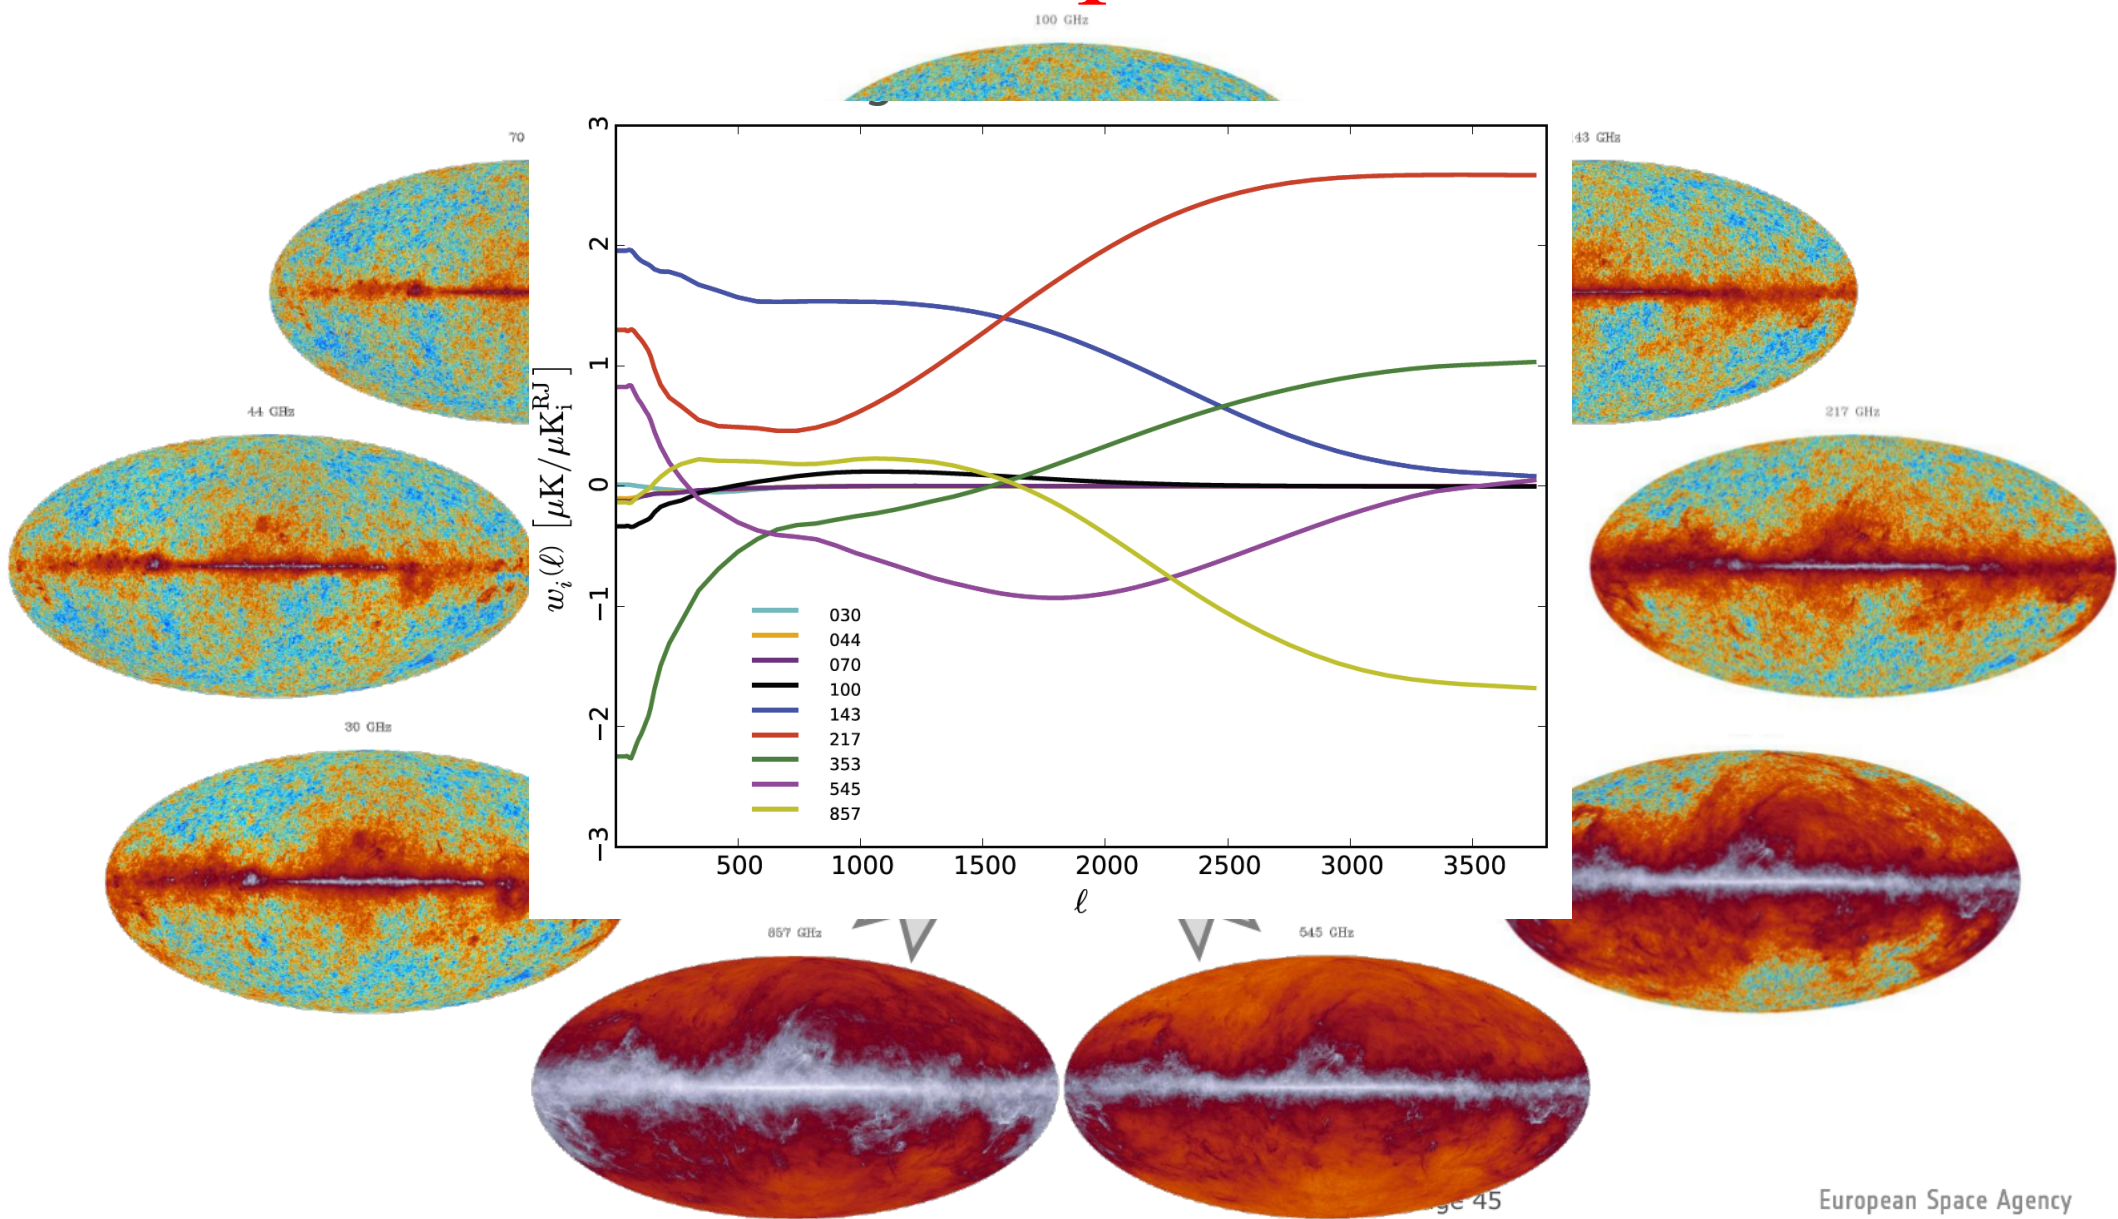 100 GHz
70
143 GHz
3
2
1
0
−1
−2
−3
w_i(ℓ) [μK/μK_i^RJ]
030
044
070
100
143
217
353
545
857
500 1000 1500 2000 2500 3000 3500
ℓ
44 GHz
217 GHz
30 GHz
857 GHz
545 GHz
45
European Space Agency